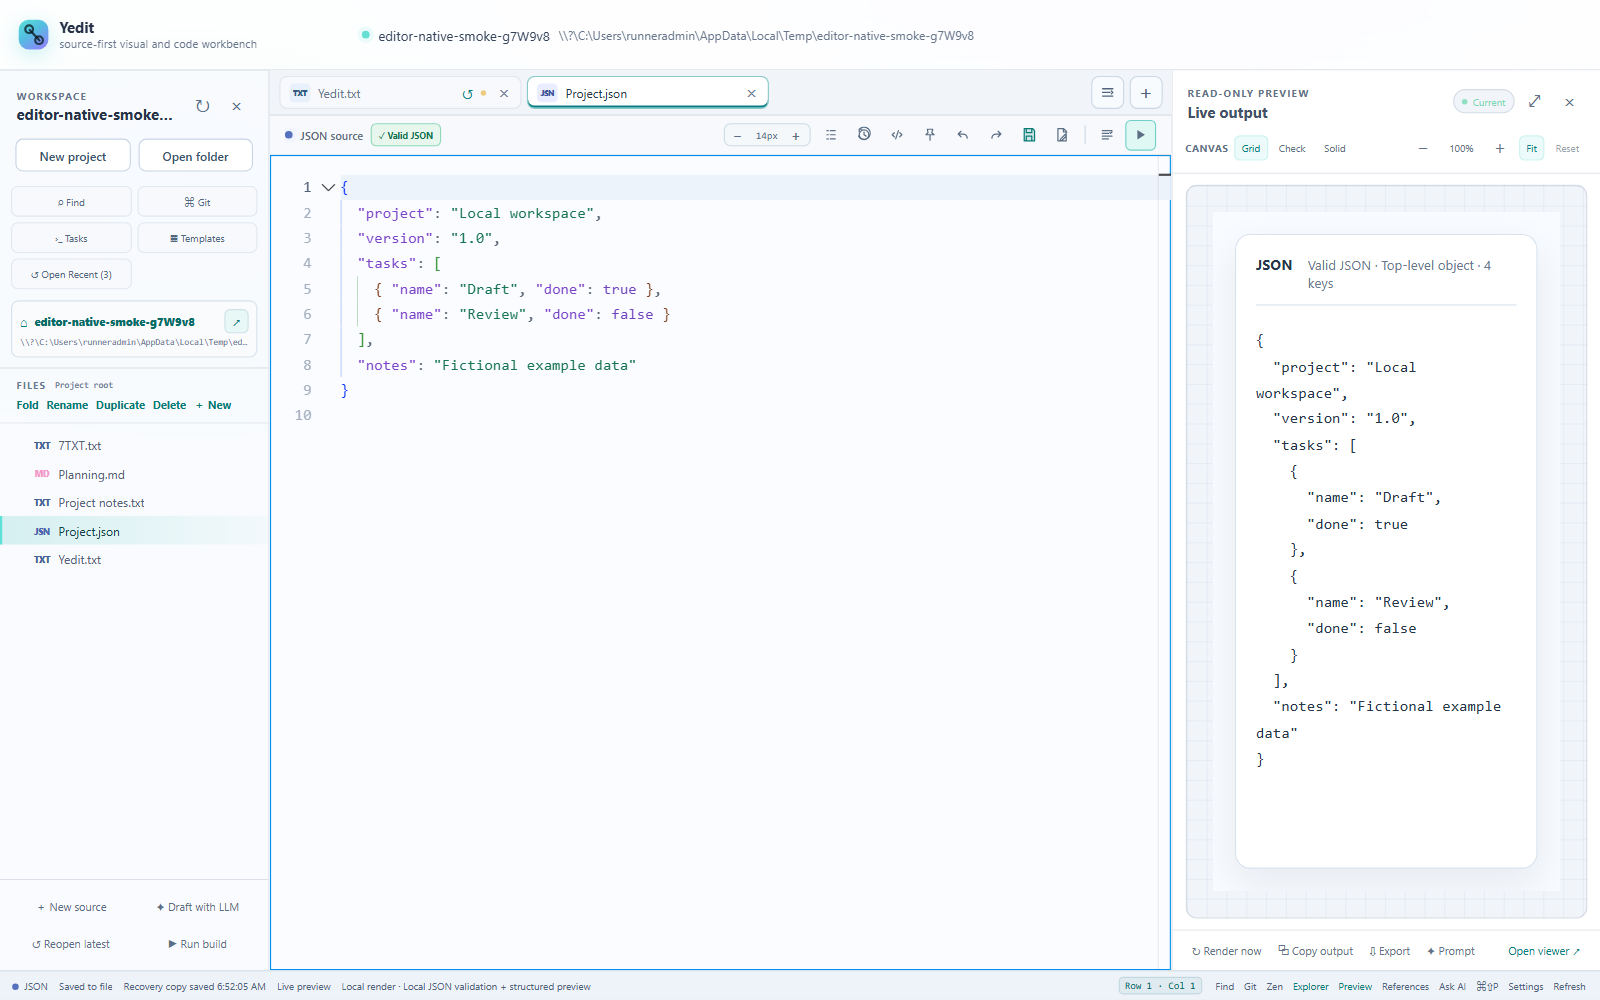 Yedit
source-first visual and code workbench
editor-native-smoke-g7W9v8 \\?\C:\Users\runneradmin\AppData\Local\Temp\editor-native-smoke-g7W9v8
WORKSPACE
editor-native-smoke...
New project Open folder
Find Git
Tasks Templates
Open Recent (3)
editor-native-smoke-g7W9v8
\\?\C:\Users\runneradmin\AppData\Local\Temp\ed...
FILES Project root
Fold Rename Duplicate Delete + New
TXT 7TXT.txt
MD Planning.md
TXT Project notes.txt
JSN Project.json
TXT Yedit.txt
+ New source Draft with LLM
Reopen latest Run build
TXT Yedit.txt
JSN Project.json
JSON source ✓ Valid JSON − 14px +
1 {
2 "project": "Local workspace",
3 "version": "1.0",
4 "tasks": [
5 { "name": "Draft", "done": true },
6 { "name": "Review", "done": false }
7 ],
8 "notes": "Fictional example data"
9 }
10
READ-ONLY PREVIEW
Live output
Current
CANVAS Grid Check Solid − 100% + Fit Reset
JSON Valid JSON · Top-level object · 4
keys
{
"project": "Local
workspace",
"version": "1.0",
"tasks": [
{
"name": "Draft",
"done": true
},
{
"name": "Review",
"done": false
}
],
"notes": "Fictional example
data"
}
Render now Copy output Export Prompt Open viewer ↗
JSON Saved to file Recovery copy saved 6:52:05 AM Live preview Local render · Local JSON validation + structured preview
Row 1 · Col 1 Find Git Zen Explorer Preview References Ask AI ⌘⇧P Settings Refresh